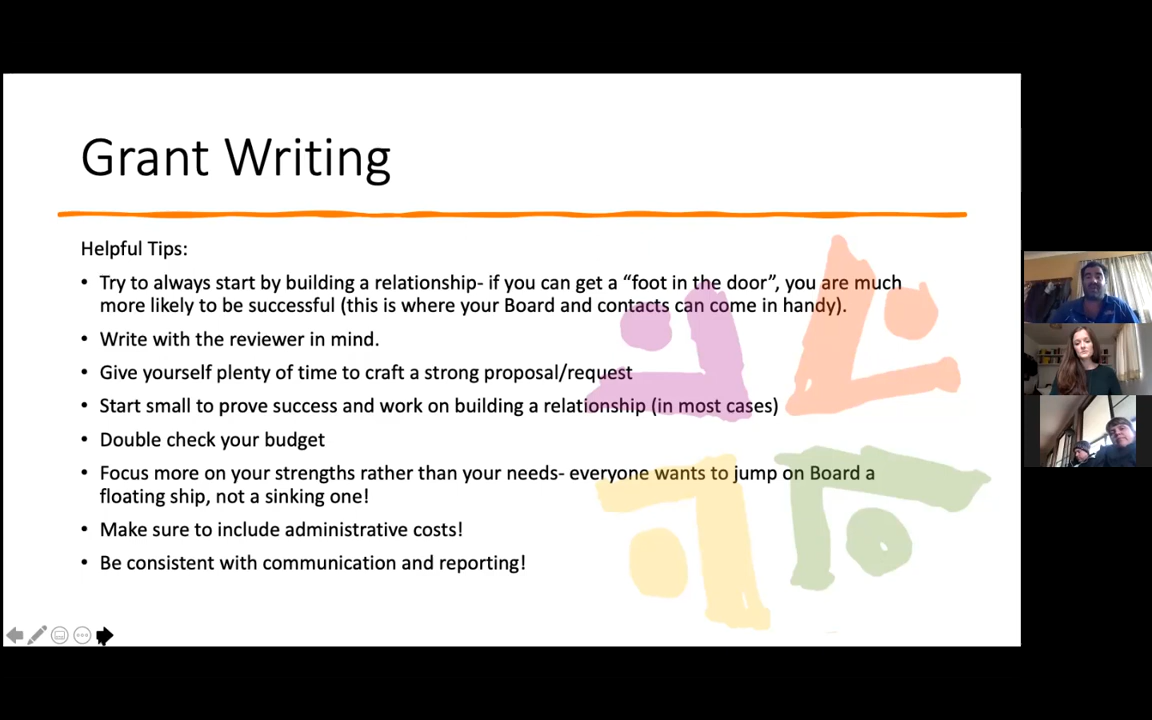 Grant Writing
Helpful Tips:
• Try to always start by building a relationship- if you can get a “foot in the door”, you are much
more likely to be successful (this is where your Board and contacts can come in handy).
• Write with the reviewer in mind.
• Give yourself plenty of time to craft a strong proposal/request
• Start small to prove success and work on building a relationship (in most cases)
• Double check your budget
• Focus more on your strengths rather than your needs- everyone wants to jump on Board a
floating ship, not a sinking one!
• Make sure to include administrative costs!
• Be consistent with communication and reporting!